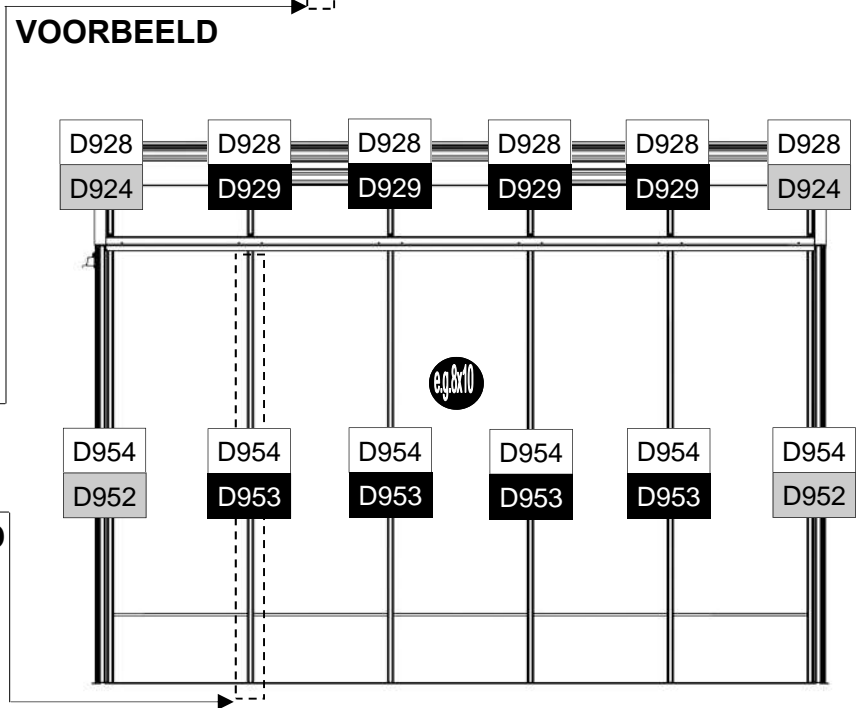 VOORBEELD
D928 D928 D928 D928 D928 D928
D924 D929 D929 D929 D929 D924
e.g.8x10
D954 D954 D954 D954 D954 D954
D952 D953 D953 D953 D953 D952